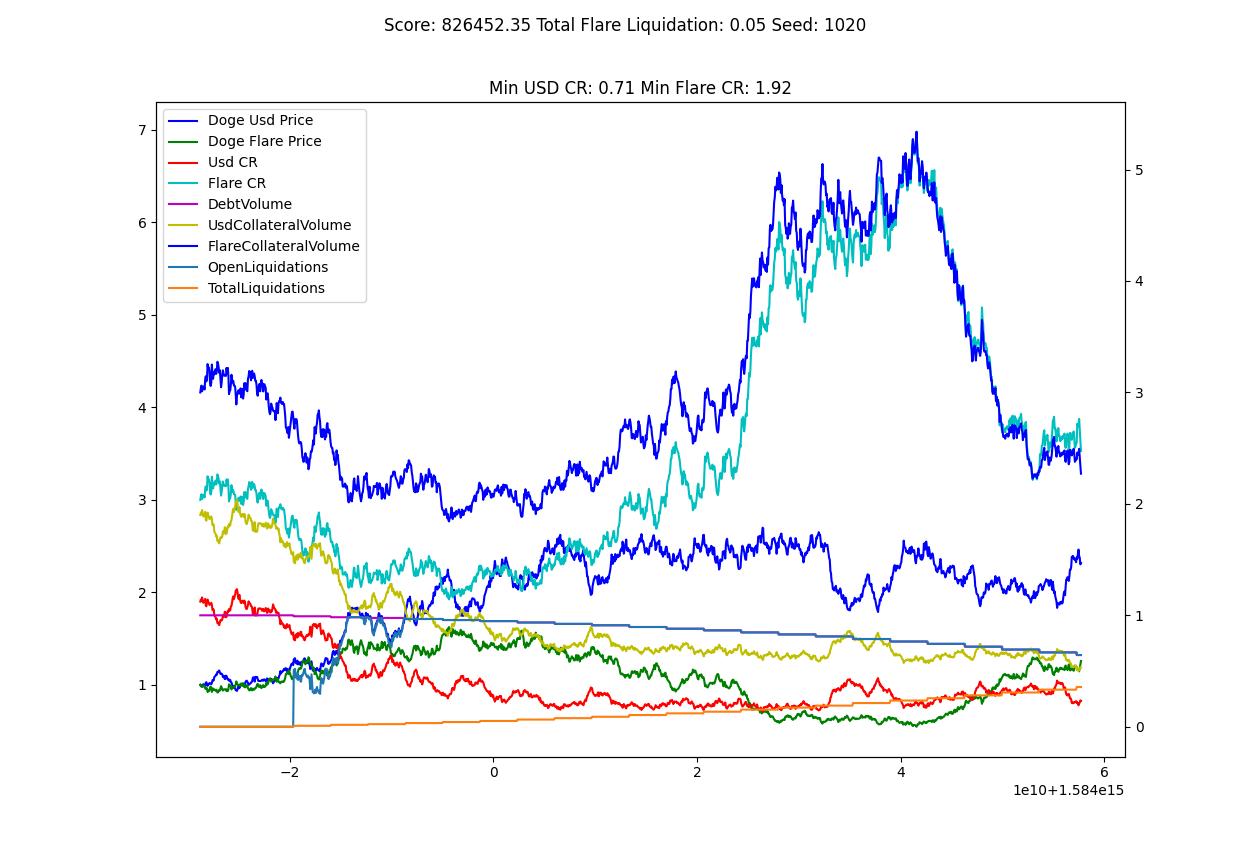 Score: 826452.35 Total Flare Liquidation: 0.05 Seed: 1020
Min USD CR: 0.71 Min Flare CR: 1.92
Doge Usd Price
Doge Flare Price
Usd CR
Flare CR
DebtVolume
UsdCollateralVolume
FlareCollateralVolume
OpenLiquidations
TotalLiquidations
7
6
5
4
3
2
1
5
4
3
2
1
0
−2
0
2
4
6
1e10+1.584e15